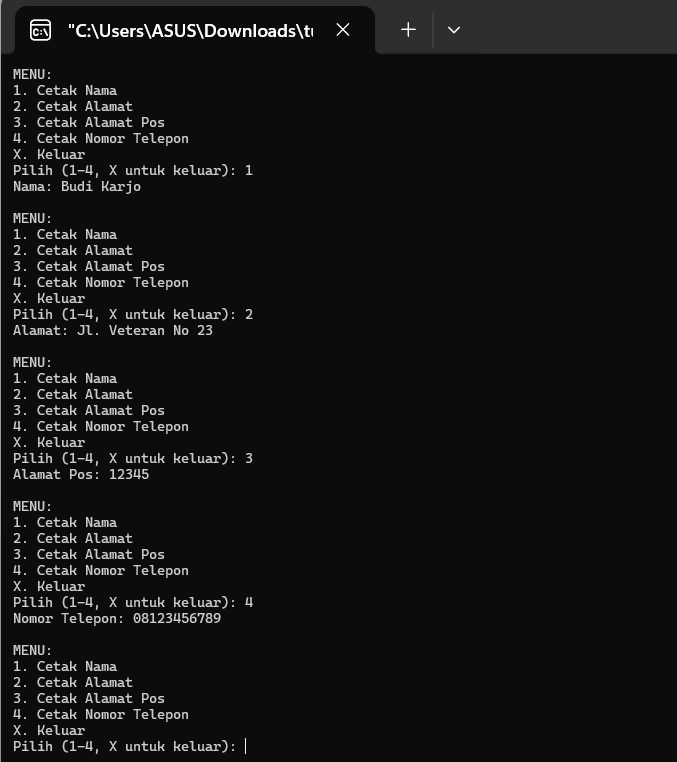 "C:\Users\ASUS\Downloads\tu
MENU:
1. Cetak Nama
2. Cetak Alamat
3. Cetak Alamat Pos
4. Cetak Nomor Telepon
X. Keluar
Pilih (1-4, X untuk keluar): 1
Nama: Budi Karjo
MENU:
1. Cetak Nama
2. Cetak Alamat
3. Cetak Alamat Pos
4. Cetak Nomor Telepon
X. Keluar
Pilih (1-4, X untuk keluar): 2
Alamat: Jl. Veteran No 23
MENU:
1. Cetak Nama
2. Cetak Alamat
3. Cetak Alamat Pos
4. Cetak Nomor Telepon
X. Keluar
Pilih (1-4, X untuk keluar): 3
Alamat Pos: 12345
MENU:
1. Cetak Nama
2. Cetak Alamat
3. Cetak Alamat Pos
4. Cetak Nomor Telepon
X. Keluar
Pilih (1-4, X untuk keluar): 4
Nomor Telepon: 08123456789
MENU:
1. Cetak Nama
2. Cetak Alamat
3. Cetak Alamat Pos
4. Cetak Nomor Telepon
X. Keluar
Pilih (1-4, X untuk keluar):